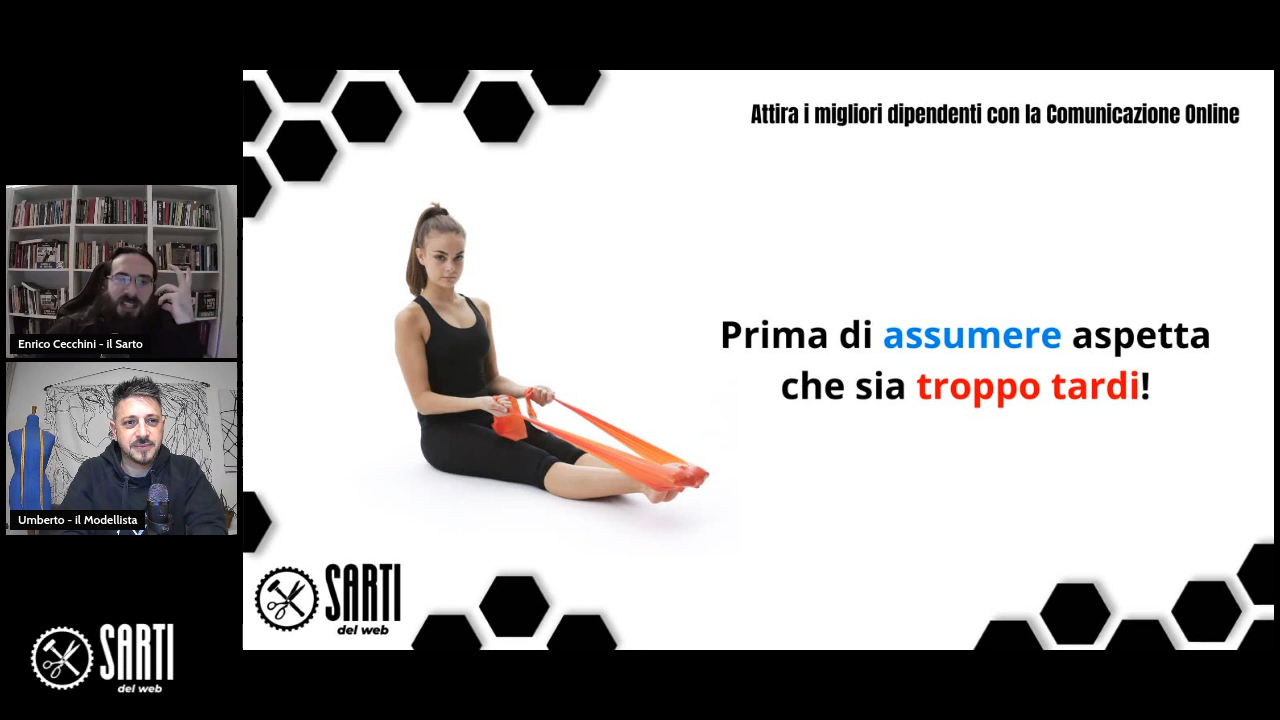 Attira i migliori dipendenti con la Comunicazione Online
Enrico Cecchini - il Sarto
Umberto - il Modellista
Prima di assumere aspetta
che sia troppo tardi!
SARTI
del web
SARTI
del web